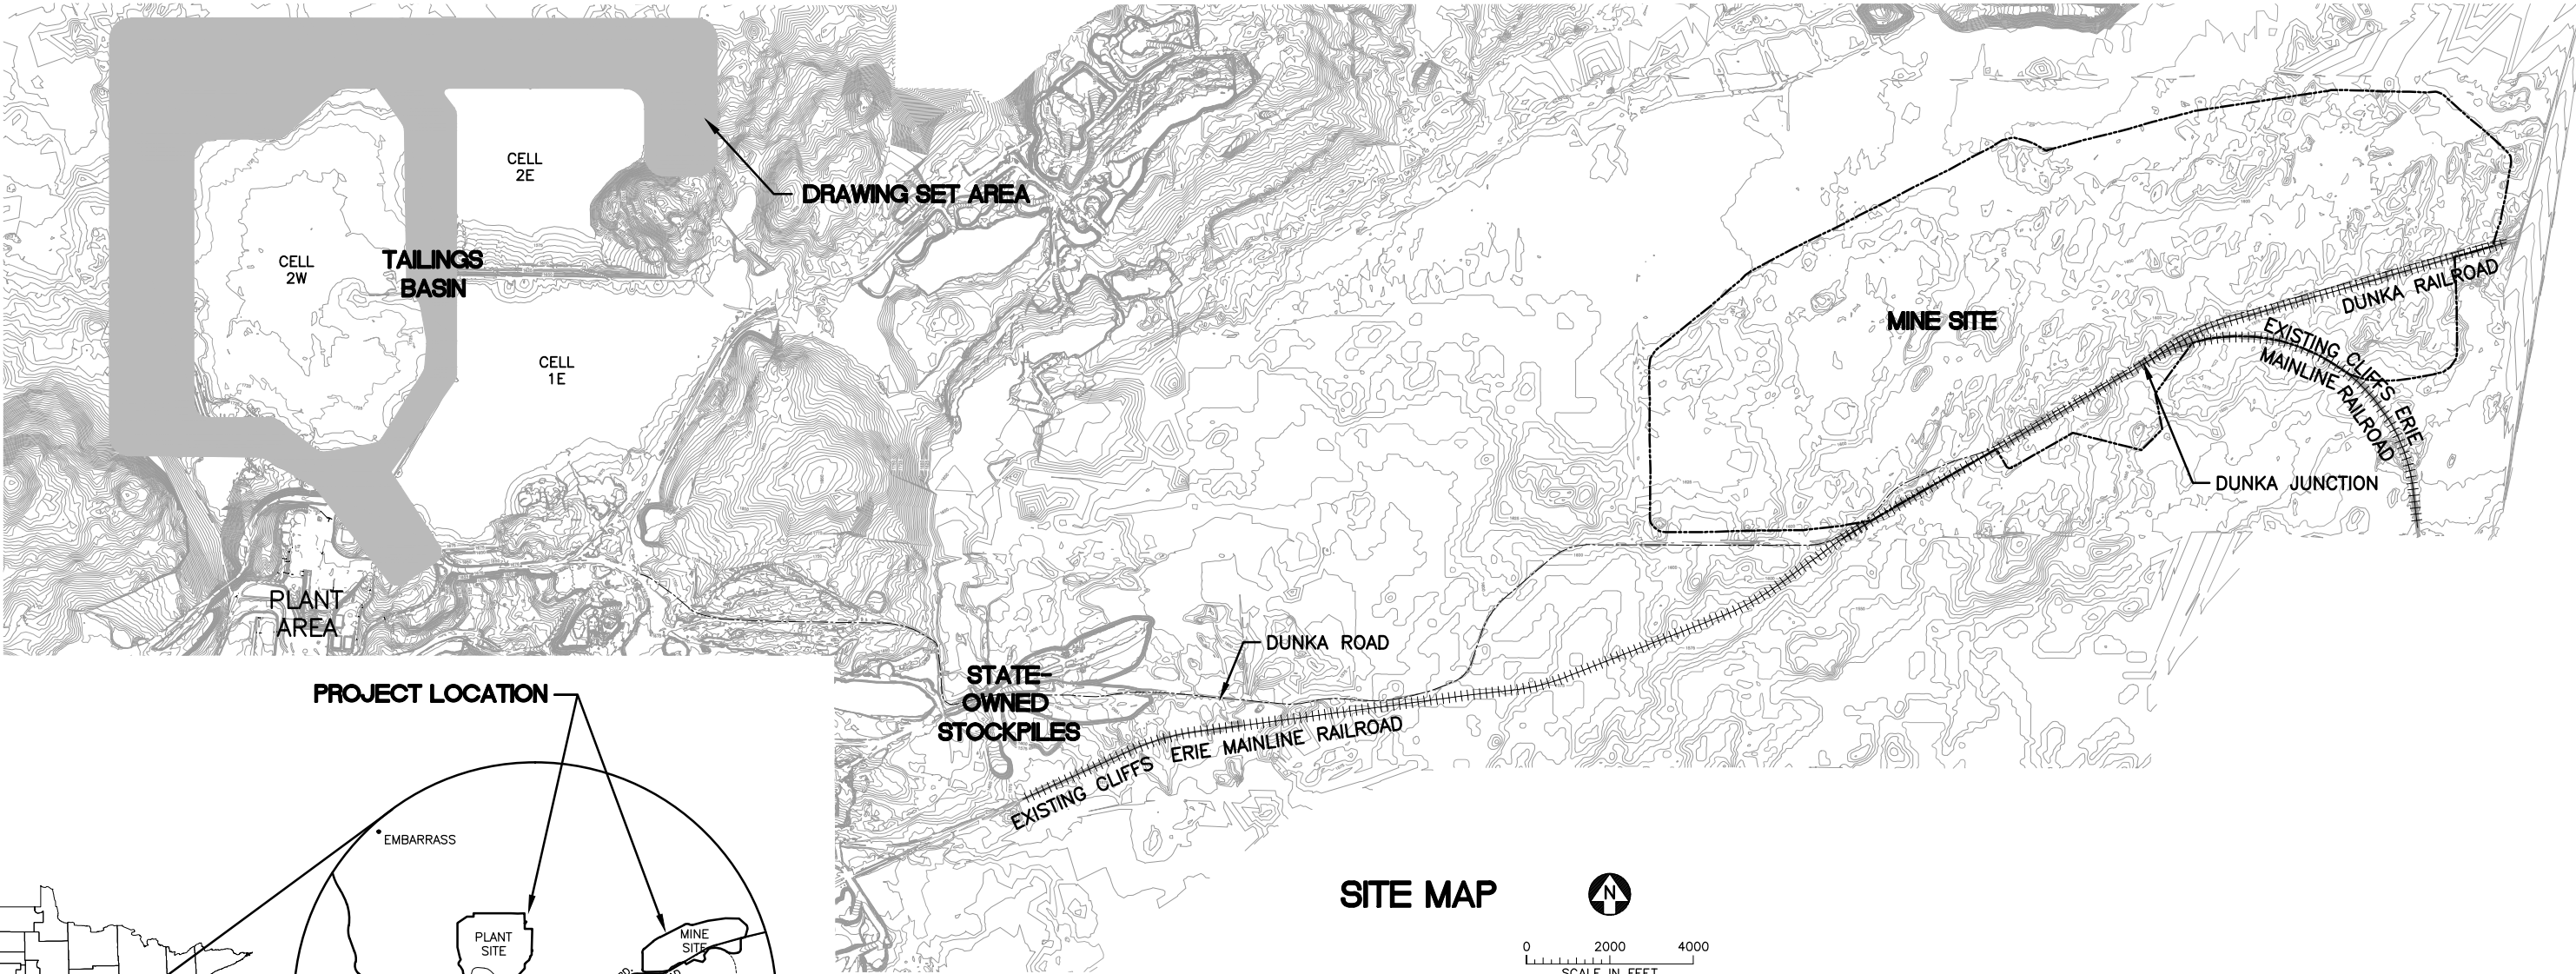 CELL
2E
DRAWING SET AREA
CELL
2W
TAILINGS
BASIN
CELL
1E
MINE SITE
DUNKA RAILROAD
EXISTING CLIFFS ERIE
MAINLINE RAILROAD
DUNKA JUNCTION
PLANT
AREA
DUNKA ROAD
STATE-
OWNED
STOCKPILES
EXISTING CLIFFS ERIE MAINLINE RAILROAD
PROJECT LOCATION
EMBARRASS
PLANT
SITE
MINE
SITE
SITE MAP
N
0 2000 4000
SCALE IN FEET